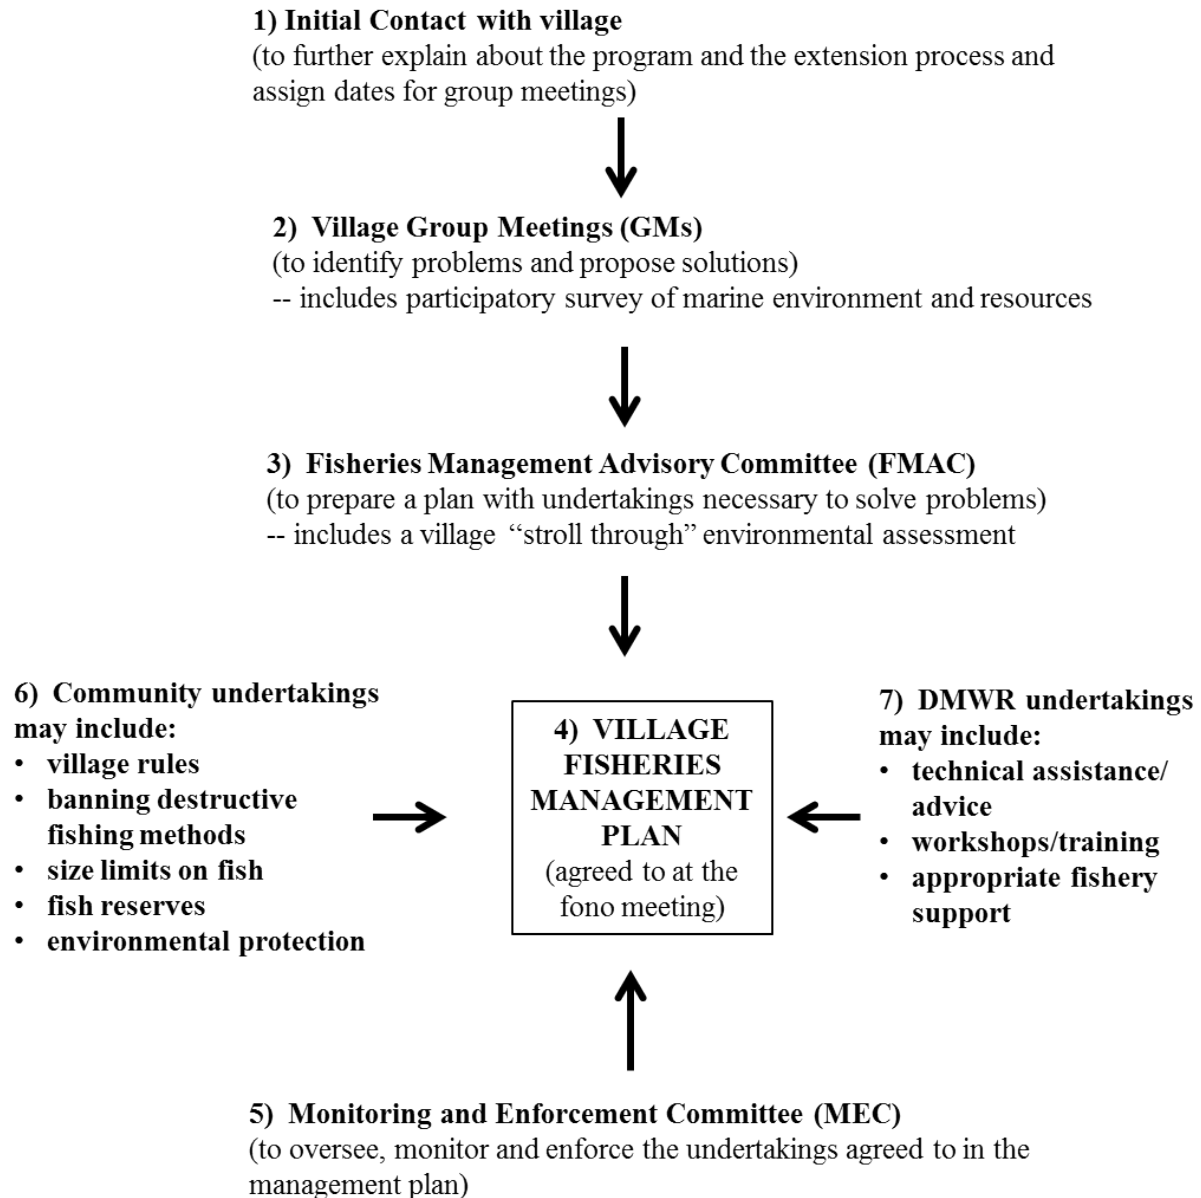 1) Initial Contact with village
(to further explain about the program and the extension process and
assign dates for group meetings)
2)  Village Group Meetings (GMs)
(to identify problems and propose solutions)
-- includes participatory survey of marine environment and resources
3)  Fisheries Management Advisory Committee (FMAC)
(to prepare a plan with undertakings necessary to solve problems)
-- includes a village “stroll through” environmental assessment
6)  Community undertakings
may include:
• village rules
• banning destructive
fishing methods
• size limits on fish
• fish reserves
• environmental protection
4)  VILLAGE
FISHERIES
MANAGEMENT
PLAN
(agreed to at the
fono meeting)
7)  DMWR undertakings
may include:
• technical assistance/
advice
• workshops/training
• appropriate fishery
support
5)  Monitoring and Enforcement Committee (MEC)
(to oversee, monitor and enforce the undertakings agreed to in the
management plan)